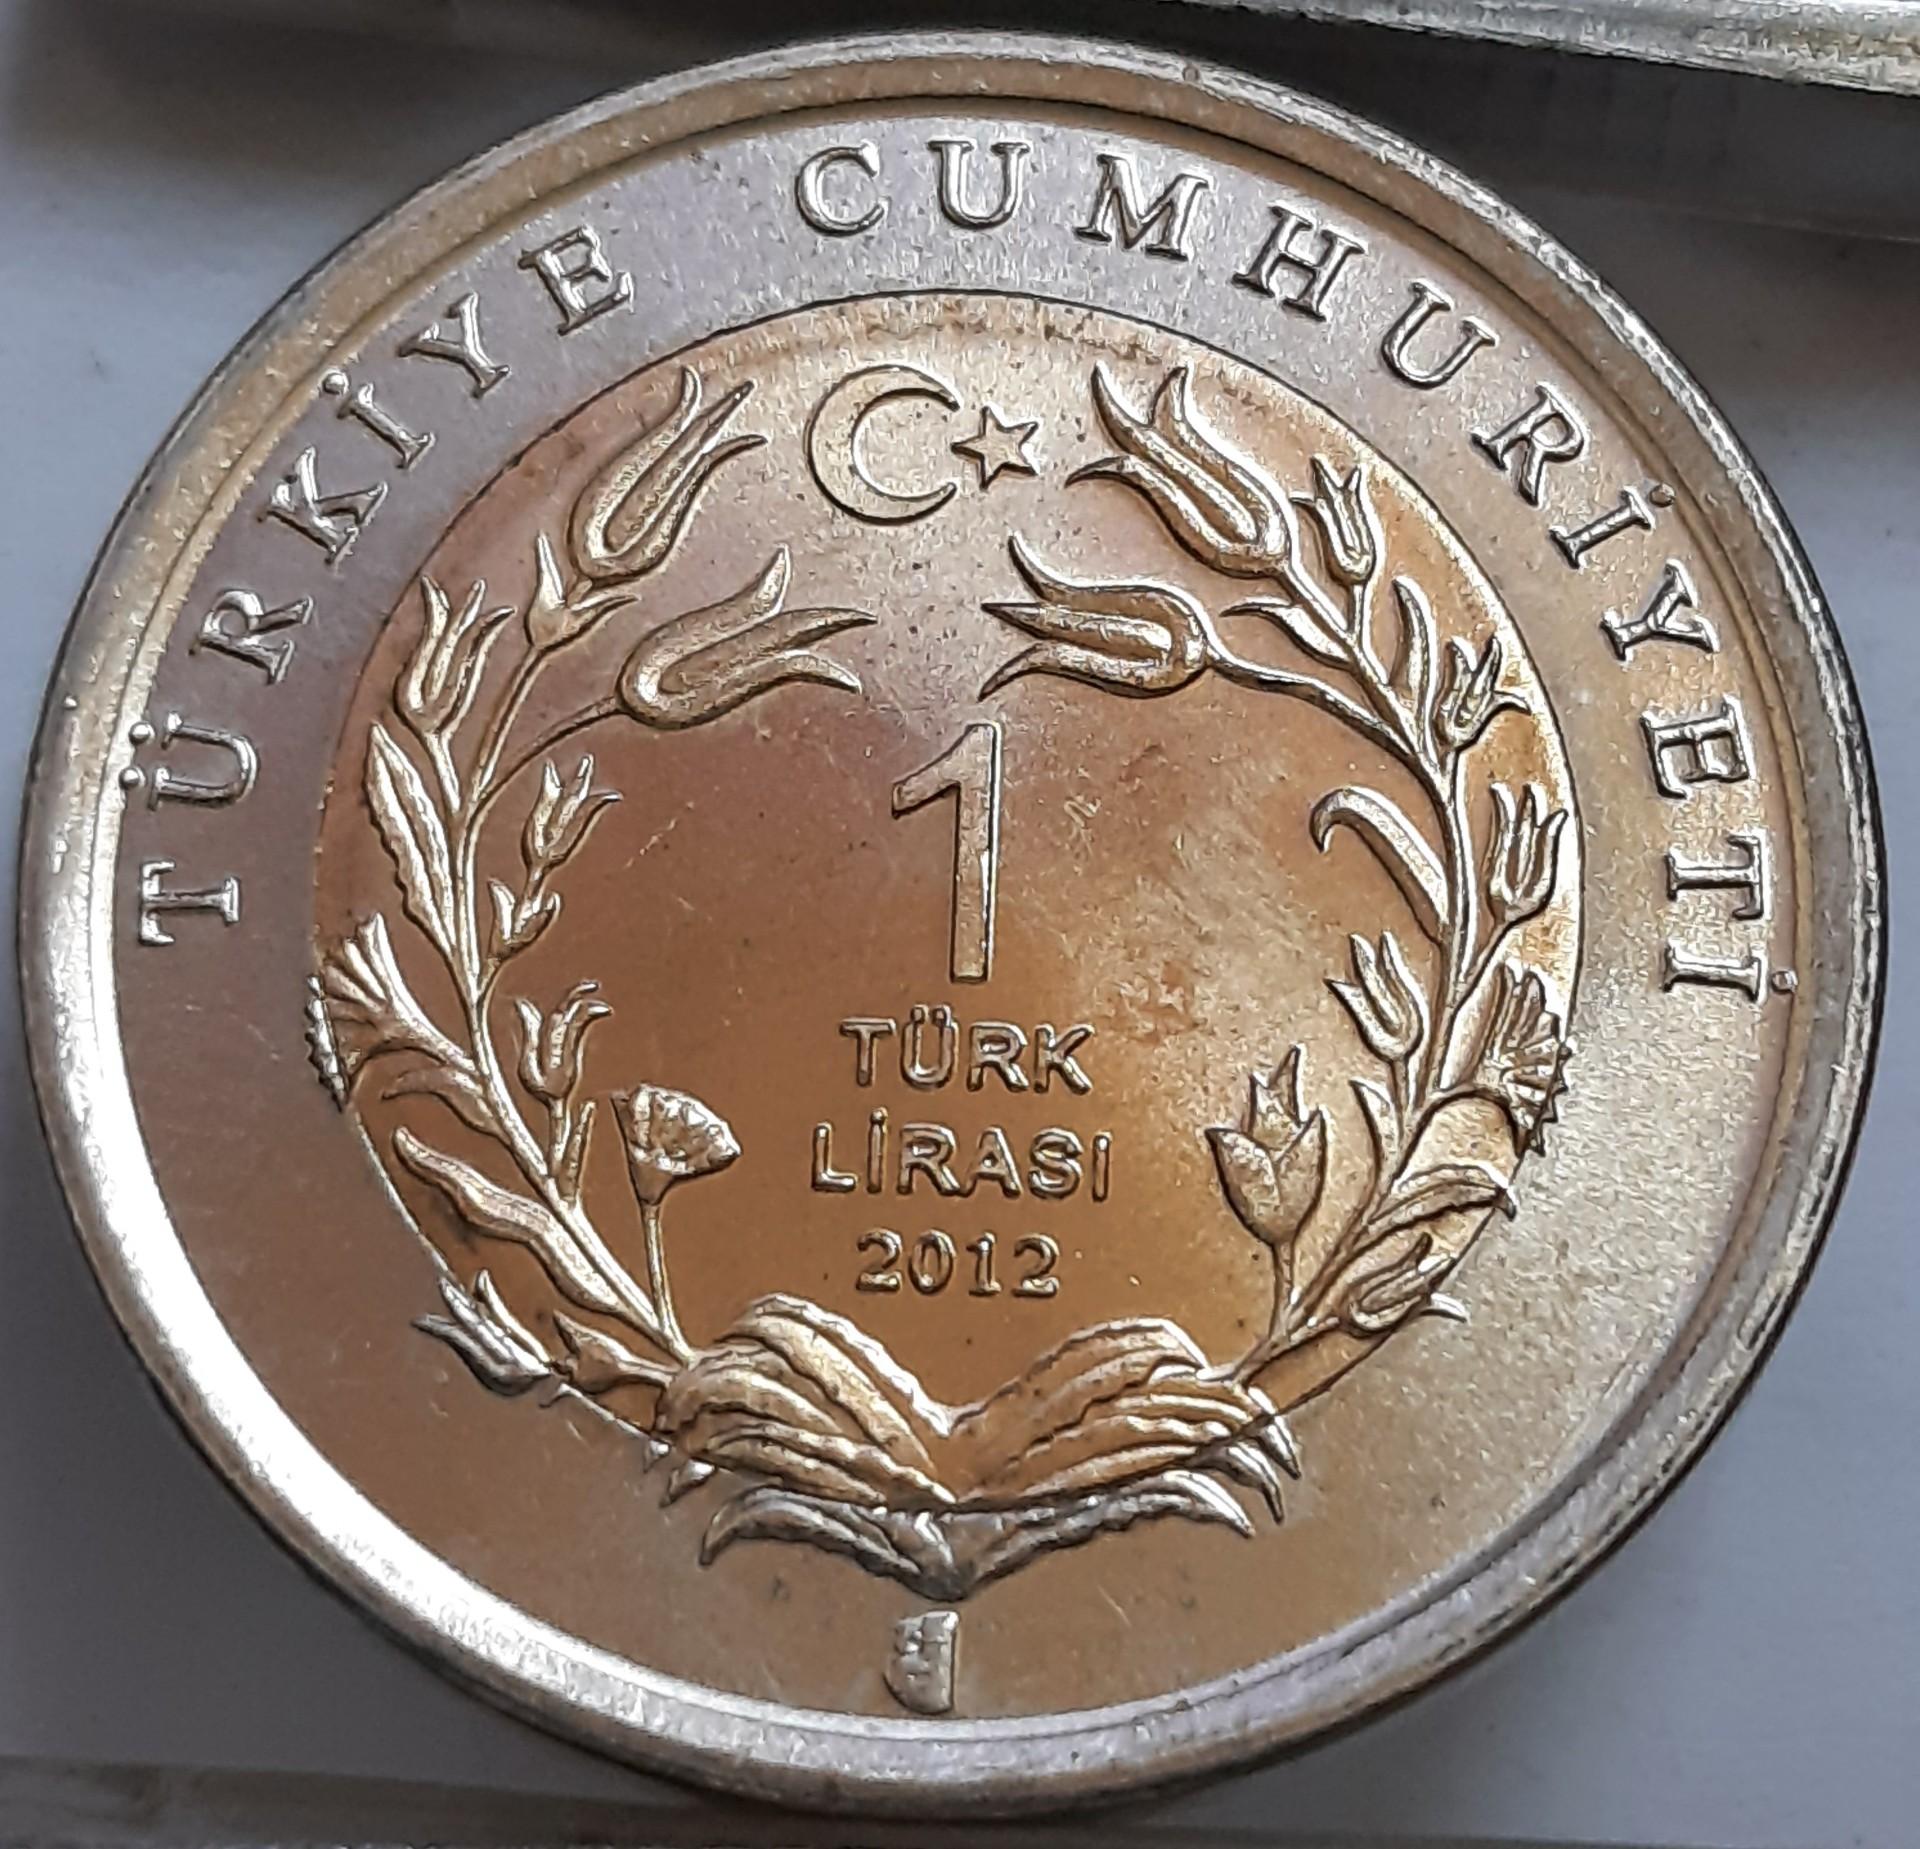 TÜRKİYE CUMHURİYETİ
1
TÜRK
LİRASI
2012